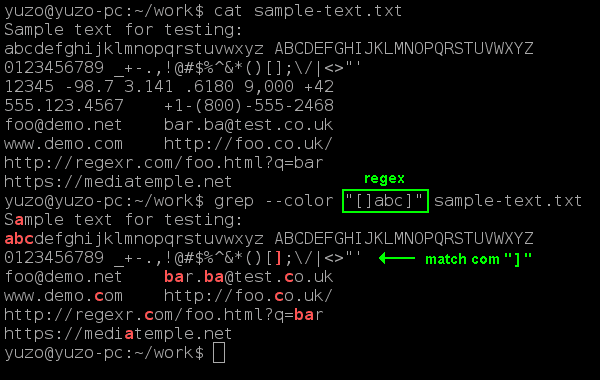 yuzo@yuzo-pc:~/work$ cat sample-text.txt
Sample text for testing:
abcdefghijklmnopqrstuvwxyz ABCDEFGHIJKLMNOPQRSTUVWXYZ
0123456789 _+-.,!@#$%^&*()[];\/|<>"'
12345 -98.7 3.141 .6180 9,000 +42
555.123.4567    +1-(800)-555-2468
foo@demo.net    bar.ba@test.co.uk
www.demo.com    http://foo.co.uk/
http://regexr.com/foo.html?q=bar
https://mediatemple.net
regex
yuzo@yuzo-pc:~/work$ grep --color "[]abc]" sample-text.txt
Sample text for testing:
abcdefghijklmnopqrstuvwxyz ABCDEFGHIJKLMNOPQRSTUVWXYZ
0123456789 _+-.,!@#$%^&*()[];\/|<>"' match com "]"
foo@demo.net    bar.ba@test.co.uk
www.demo.com    http://foo.co.uk/
http://regexr.com/foo.html?q=bar
https://mediatemple.net
yuzo@yuzo-pc:~/work$